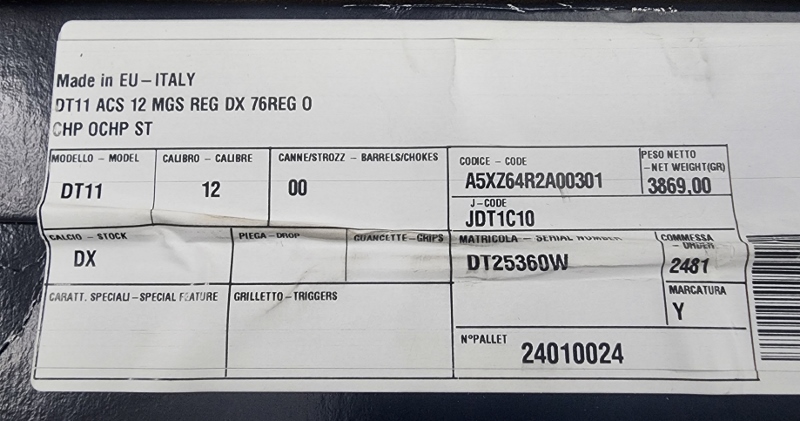 Made in EU-ITALY
DT11 ACS 12 MGS REG DX 76REG O
CHP OCHP ST
MODELLO - MODEL
DT11
CALIBRO - CALIBRE
12
CANNE/STROZZ - BARRELS/CHOKES
00
CODICE - CODE
A5XZ64R2A00301
PESO NETTO
-NET WEIGHT(GR)
3869,00
J-CODE
JDT1C10
CALCIO - STOCK
DX
PIEGA-DROP
GUANCETTE-GRIPS
MATRICOLA - SERIAL NUMBER
DT25360W
COMMESSA
- ORDER
2481
MARCATURA
Y
CARATT. SPECIALI-SPECIAL FEATURE
GRILLETTO-TRIGGERS
N°PALLET
24010024